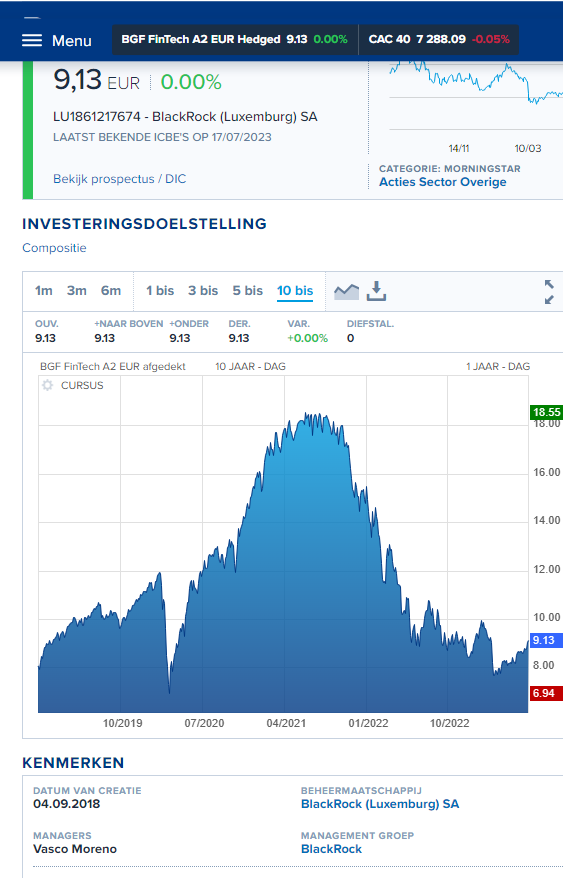 Menu
BGF FinTech A2 EUR Hedged 9.13 0.00%
CAC 40 7 288.09 -0.05%
9,13 EUR 0.00%
LU1861217674 - BlackRock (Luxemburg) SA
LAATST BEKENDE ICBE'S OP 17/07/2023
Bekijk prospectus / DIC
14/11 10/03
CATEGORIE: MORNINGSTAR
Acties Sector Overige
INVESTERINGSDOELSTELLING
Compositie
1m 3m 6m 1 bis 3 bis 5 bis 10 bis
OUV. +NAAR BOVEN +ONDER DER. VAR. DIEFSTAL.
9.13 9.13 9.13 9.13 +0.00% 0
BGF FinTech A2 EUR afgedekt 10 JAAR - DAG 1 JAAR - DAG
CURSUS
18.55
18.00
16.00
14.00
12.00
10.00
9.13
8.00
6.94
10/2019 07/2020 04/2021 01/2022 10/2022
KENMERKEN
DATUM VAN CREATIE
04.09.2018
BEHEERMAATSCHAPPIJ
BlackRock (Luxemburg) SA
MANAGERS
Vasco Moreno
MANAGEMENT GROEP
BlackRock